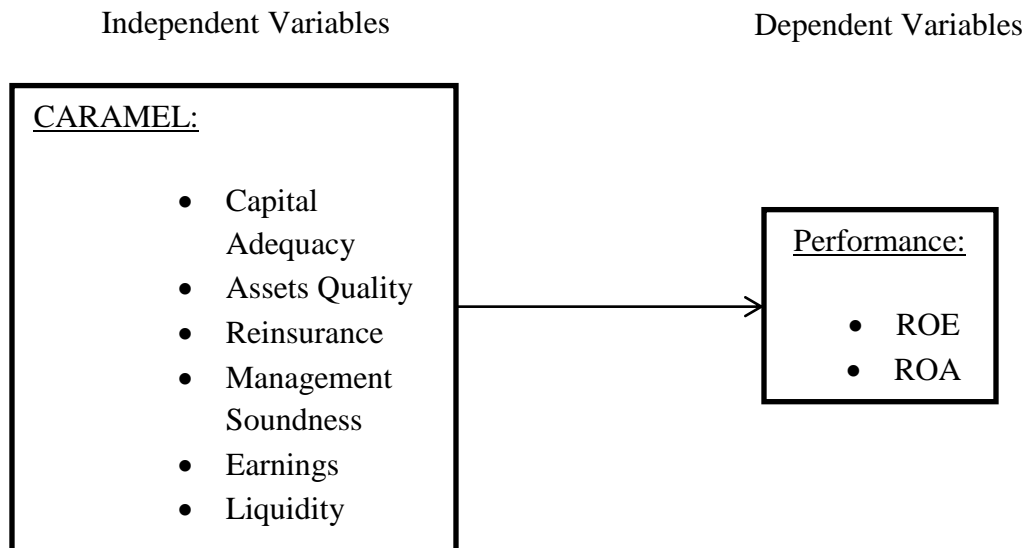 Independent Variables
Dependent Variables
CARAMEL:
• Capital
Adequacy
• Assets Quality
• Reinsurance
• Management
Soundness
• Earnings
• Liquidity
Performance:
• ROE
• ROA